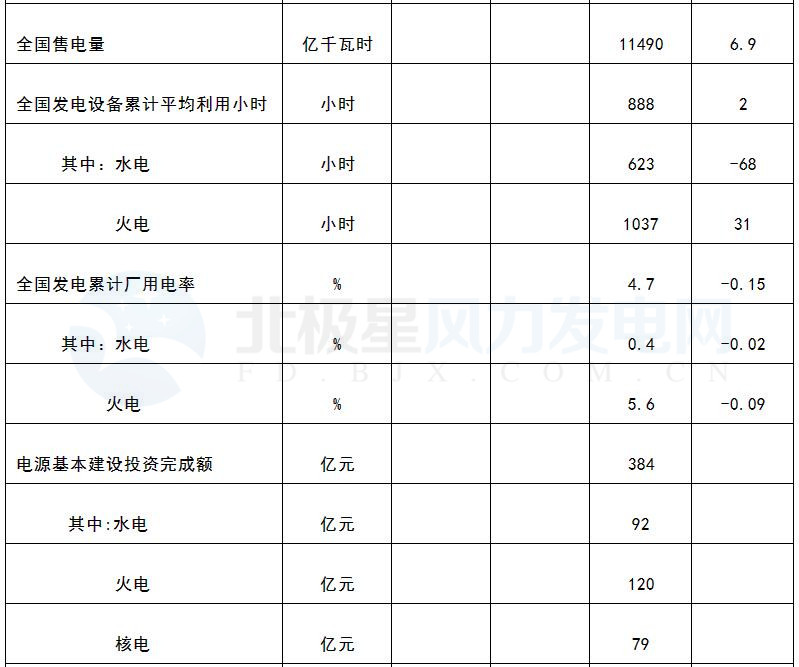 全国售电量 亿千瓦时 11490 6.9
全国发电设备累计平均利用小时 小时 888 2
其中：水电 小时 623 -68
火电 小时 1037 31
全国发电累计厂用电率 % 4.7 -0.15
北极星风力发电网
其中：水电 % 0.4 -0.02
FD.BJX.COM.CN
火电 % 5.6 -0.09
电源基本建设投资完成额 亿元 384
其中:水电 亿元 92
火电 亿元 120
核电 亿元 79